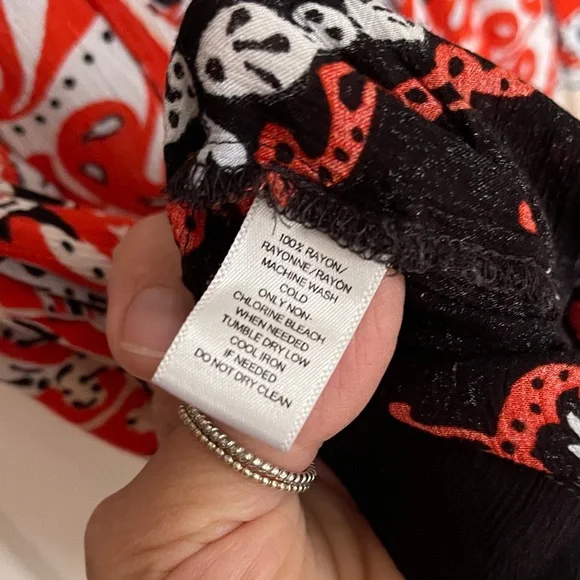 100% RAYON/
RAYONNE/RAYON
MACHINE WASH
COLD
ONLY NON-
CHLORINE BLEACH
WHEN NEEDED
TUMBLE DRY LOW
COOL IRON
IF NEEDED
DO NOT DRY CLEAN